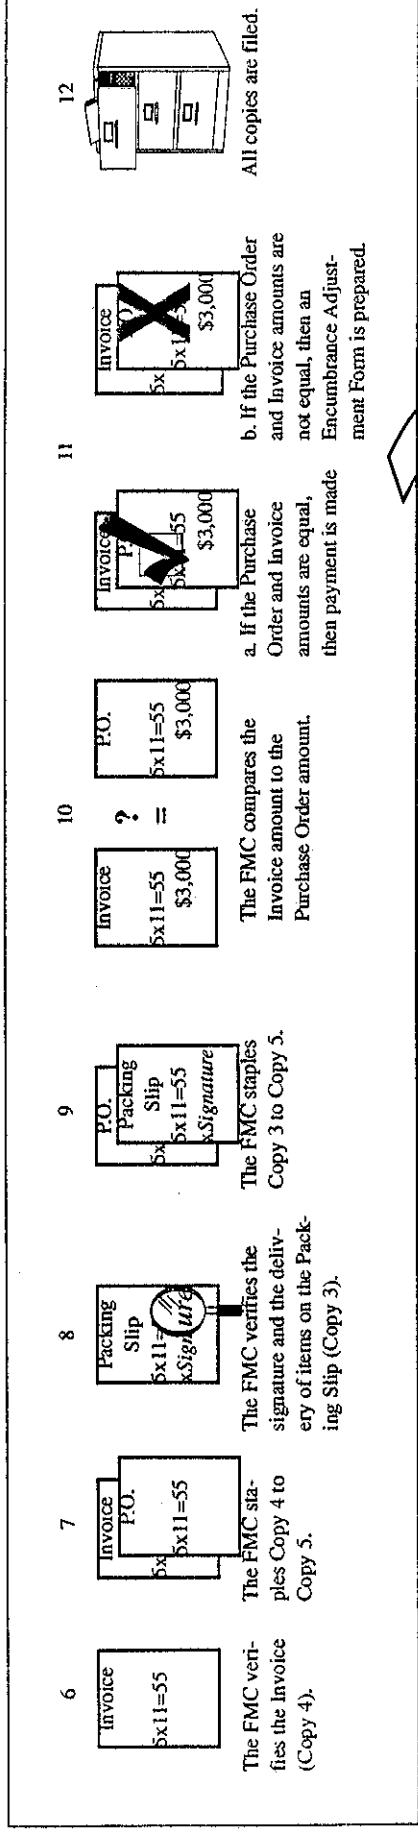 6
Invoice
5x11=55
The FMC veri-
fies the Invoice
(Copy 4).
7
Invoice
P.O.
5x
5x11=55
The FMC sta-
ples Copy 4 to
Copy 5.
8
Packing
Slip
5x11=
xSignature
The FMC verifies the
signature and the deliv-
ery of items on the Pack-
ing Slip (Copy 3).
9
P.O.
Packing
Slip
5x
5x11=55
xSignature
The FMC staples
Copy 3 to Copy 5.
10
Invoice
5x11=55
$3,000
?
=
P.O.
5x11=55
$3,000
The FMC compares the
Invoice amount to the
Purchase Order amount.
11
Invoice
P.
5x
5x11=55
$3,000
a. If the Purchase
Order and Invoice
amounts are equal,
then payment is made
Invoice
5x
$3,000
b. If the Purchase Order
and Invoice amounts are
not equal, then an
Encumbrance Adjust-
ment Form is prepared.
12
All copies are filed.